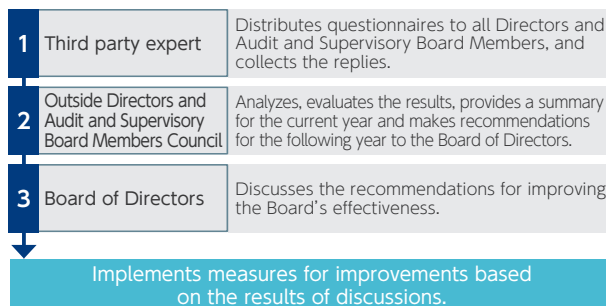 1
Third party expert
Distributes questionnaires to all Directors and
Audit and Supervisory Board Members, and
collects the replies.
2
Outside Directors and
Audit and Supervisory
Board Members Council
Analyzes, evaluates the results, provides a summary
for the current year and makes recommendations
for the following year to the Board of Directors.
3
Board of Directors
Discusses the recommendations for improving
the Board's effectiveness.
Implements measures for improvements based
on the results of discussions.